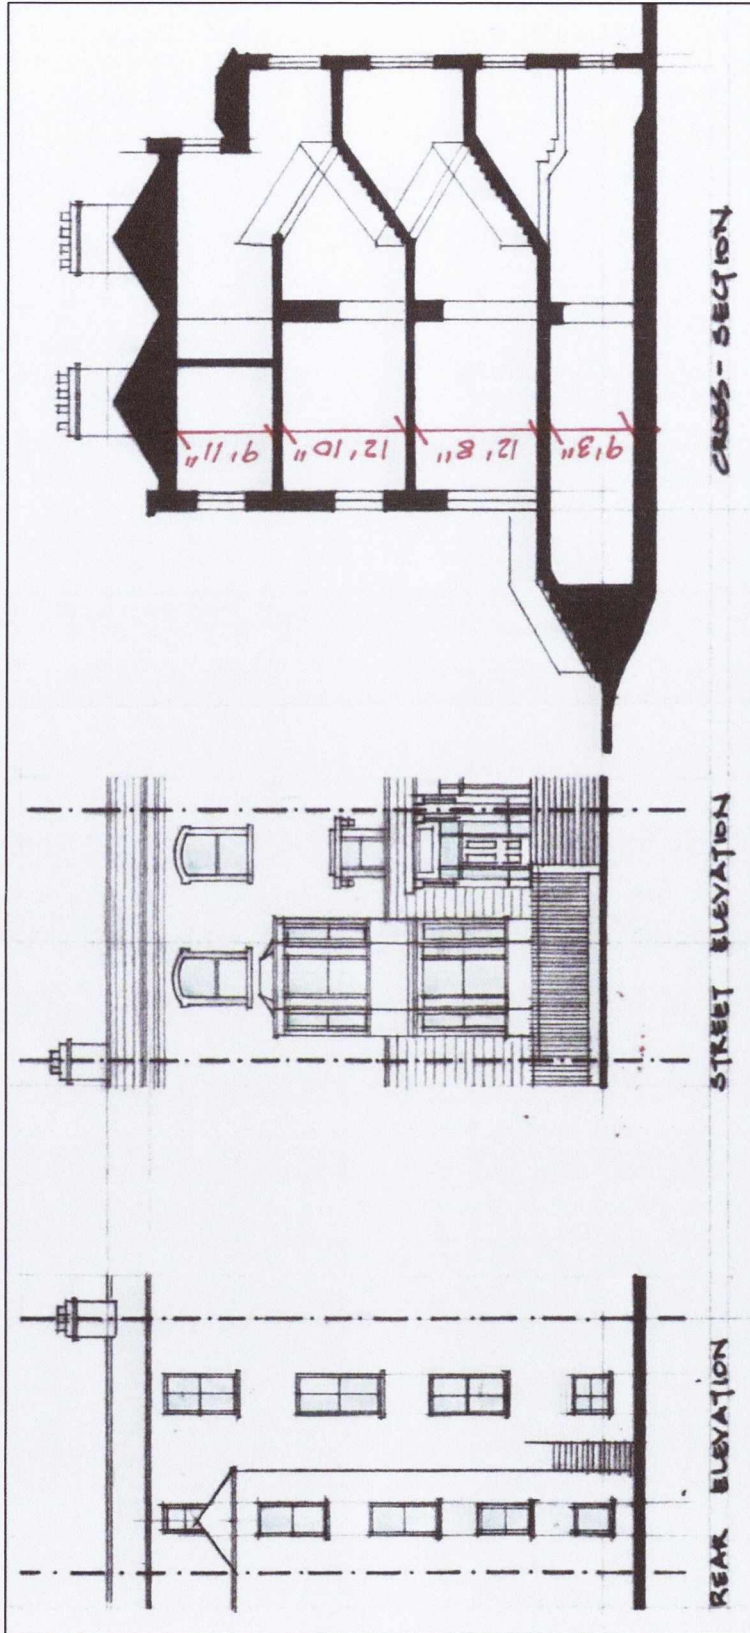 REAR ELEVATION
STREET ELEVATION
CROSS-SECTION
9'11"
12'10"
12'8"
9'3"